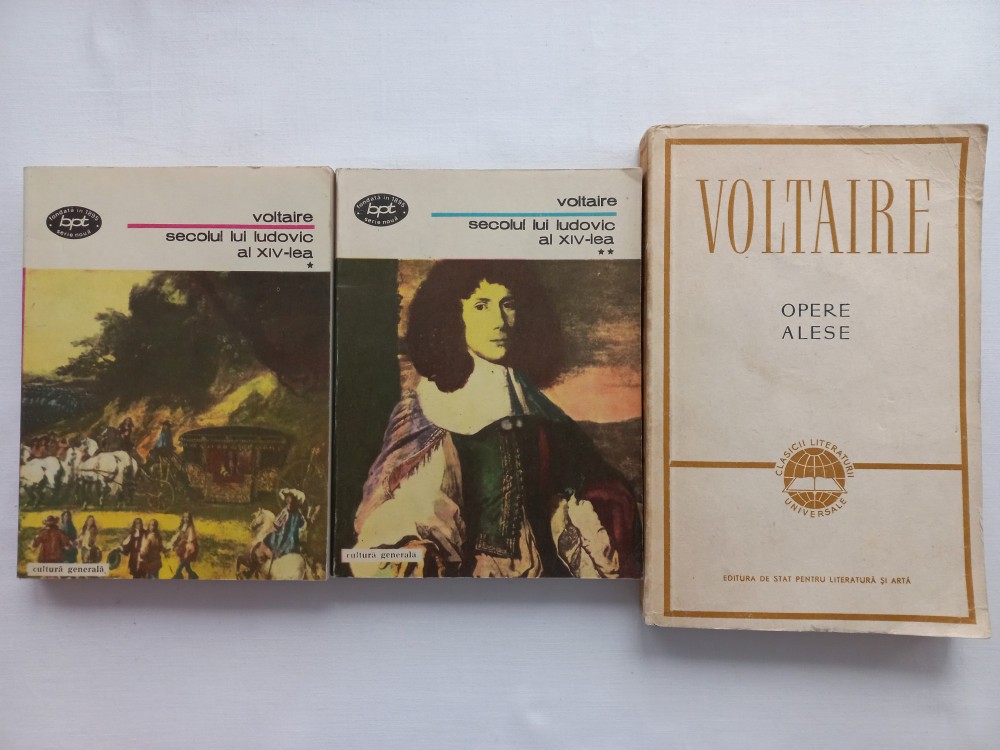 fondată în 1895
bpt
serie nouă
voltaire
secolul lui ludovic
al XIV-lea
*
cultură generală
fondată în 1895
bpt
serie nouă
voltaire
secolul lui ludovic
al XIV-lea
**
cultură generală
VOLTAIRE
OPERE
ALESE
CLASICII LITERATURII
UNIVERSALE
EDITURA DE STAT PENTRU LITERATURĂ ȘI ARTĂ